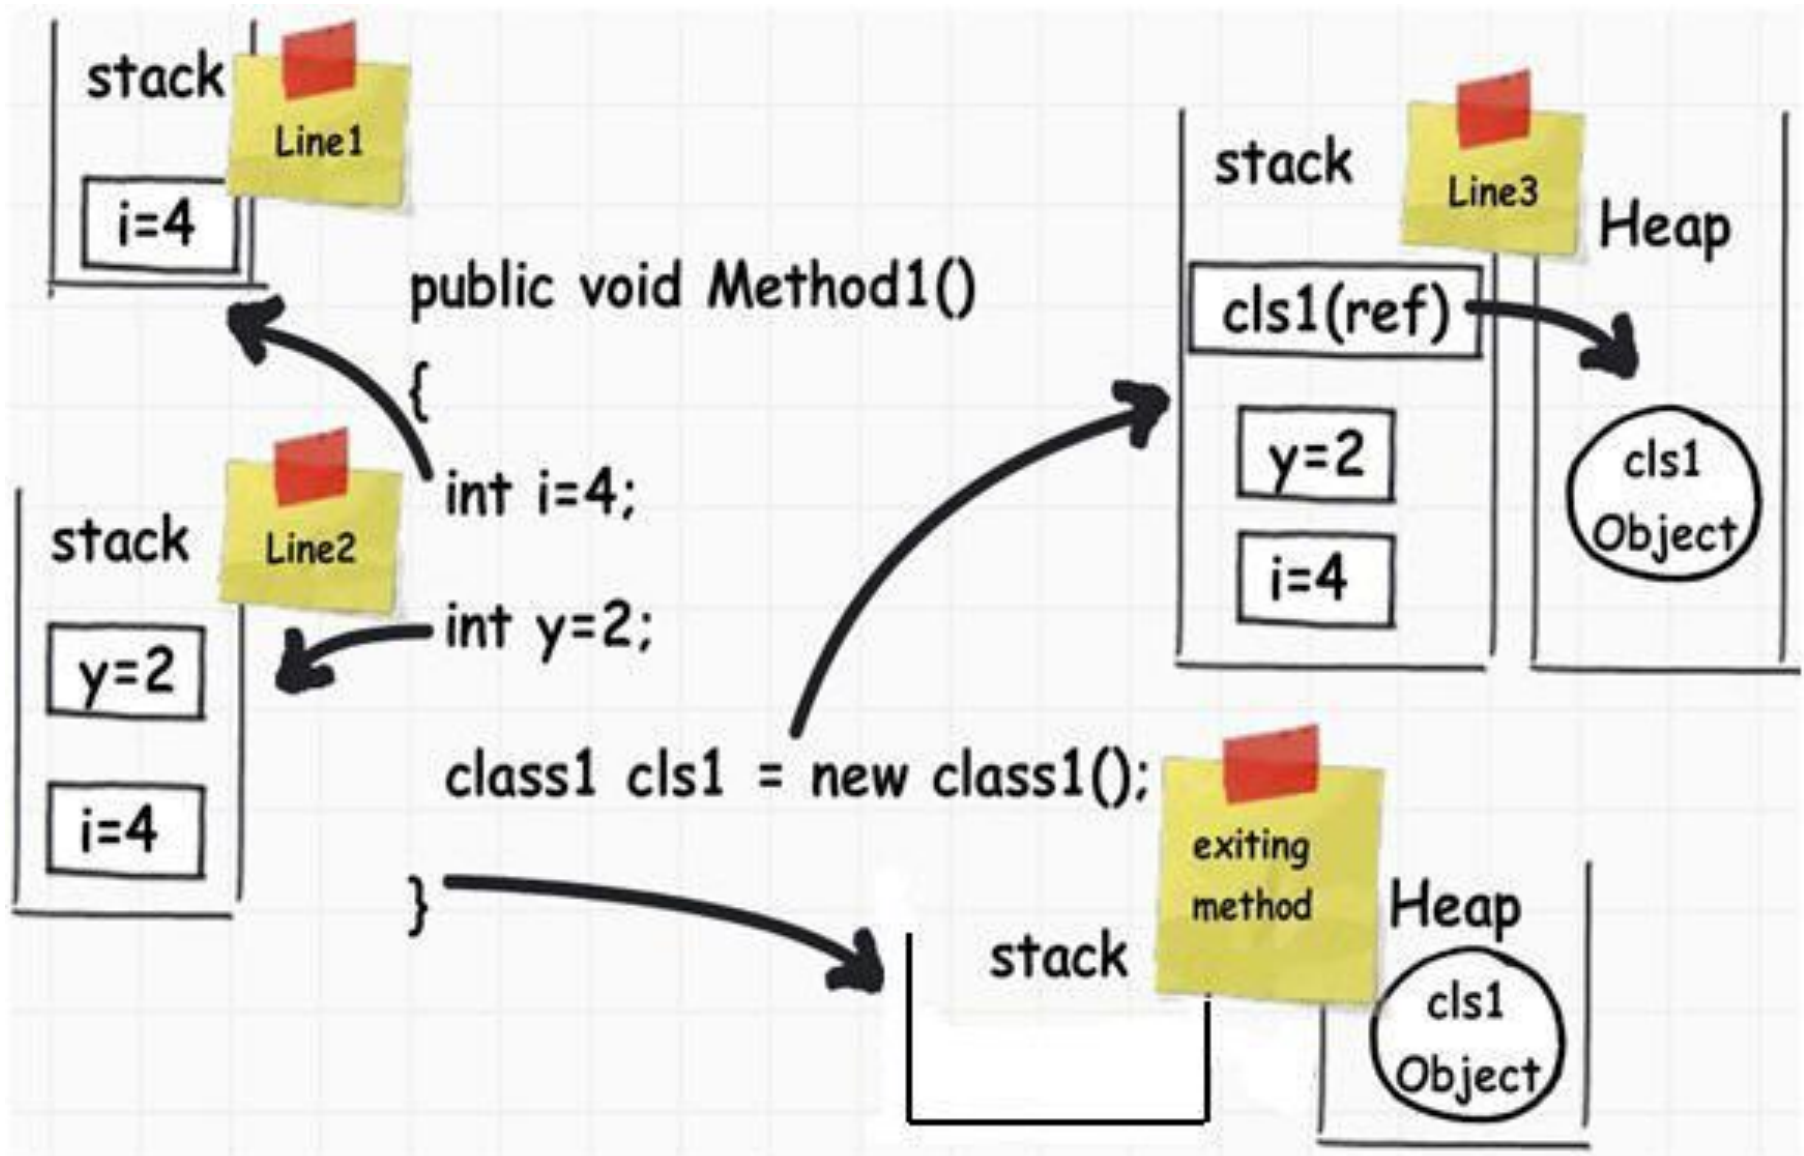 stack
Line1
i=4
public void Method1()
{
int i=4;
int y=2;
class1 cls1 = new class1();
}
stack
Line2
y=2
i=4
stack
Line3
Heap
cls1(ref)
y=2
i=4
cls1
Object
exiting
method
stack
Heap
cls1
Object